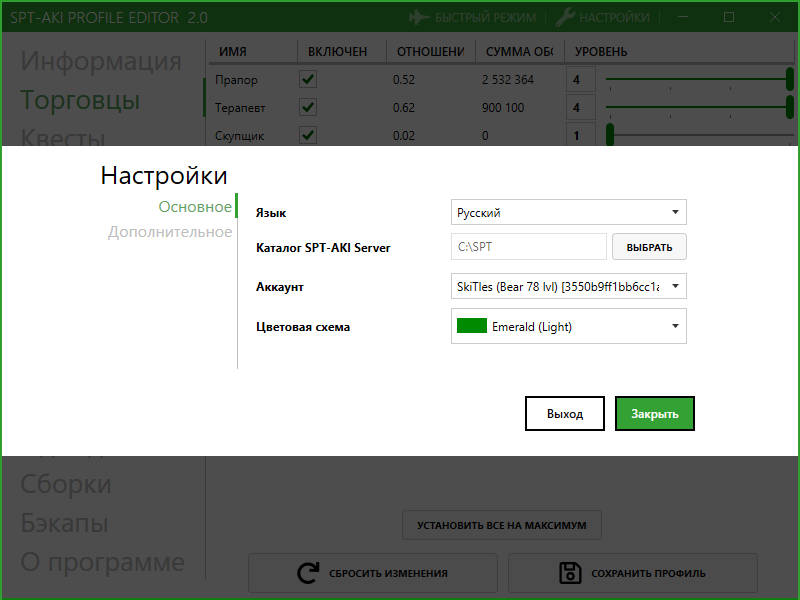 SPT-AKI PROFILE EDITOR 2.0
БЫСТРЫЙ РЕЖИМ
НАСТРОЙКИ
Информация
Торговцы
Квесты
ИМЯ ВКЛЮЧЕН ОТНОШЕНИ СУММА ОБО УРОВЕНЬ
Прапор 0.52 2 532 364 4
Терапевт 0.62 900 100 4
Скупщик 0.02 0 1
Настройки
Основное
Дополнительное
Язык Русский
Каталог SPT-AKI Server C:\SPT ВЫБРАТЬ
Аккаунт SkiTles (Bear 78 lvl) [3550b9ff1bb6cc1a
Цветовая схема Emerald (Light)
Выход Закрыть
Сборки
Бэкапы
О программе
УСТАНОВИТЬ ВСЕ НА МАКСИМУМ
СБРОСИТЬ ИЗМЕНЕНИЯ
СОХРАНИТЬ ПРОФИЛЬ